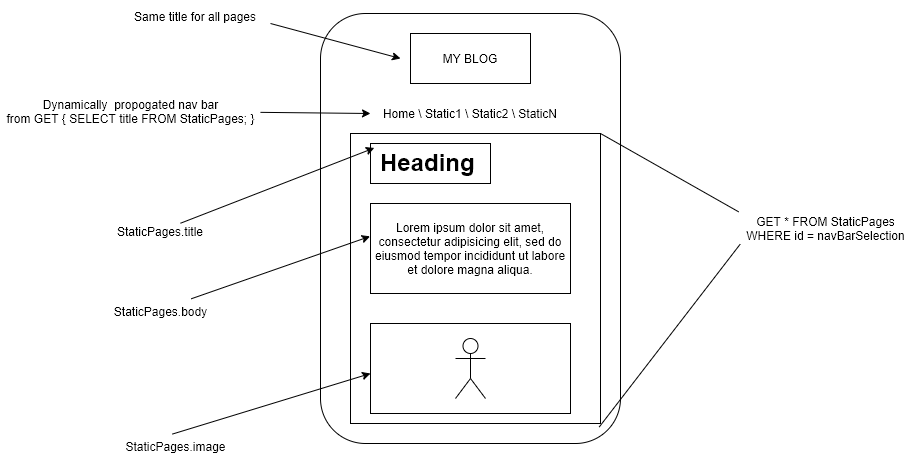 Same title for all pages
MY BLOG
Dynamically  propogated nav bar
from GET { SELECT title FROM StaticPages; }
Home \ Static1 \ Static2 \ StaticN
Heading
StaticPages.title
Lorem ipsum dolor sit amet,
consectetur adipisicing elit, sed do
eiusmod tempor incididunt ut labore
et dolore magna aliqua.
GET * FROM StaticPages
WHERE id = navBarSelection
StaticPages.body
StaticPages.image